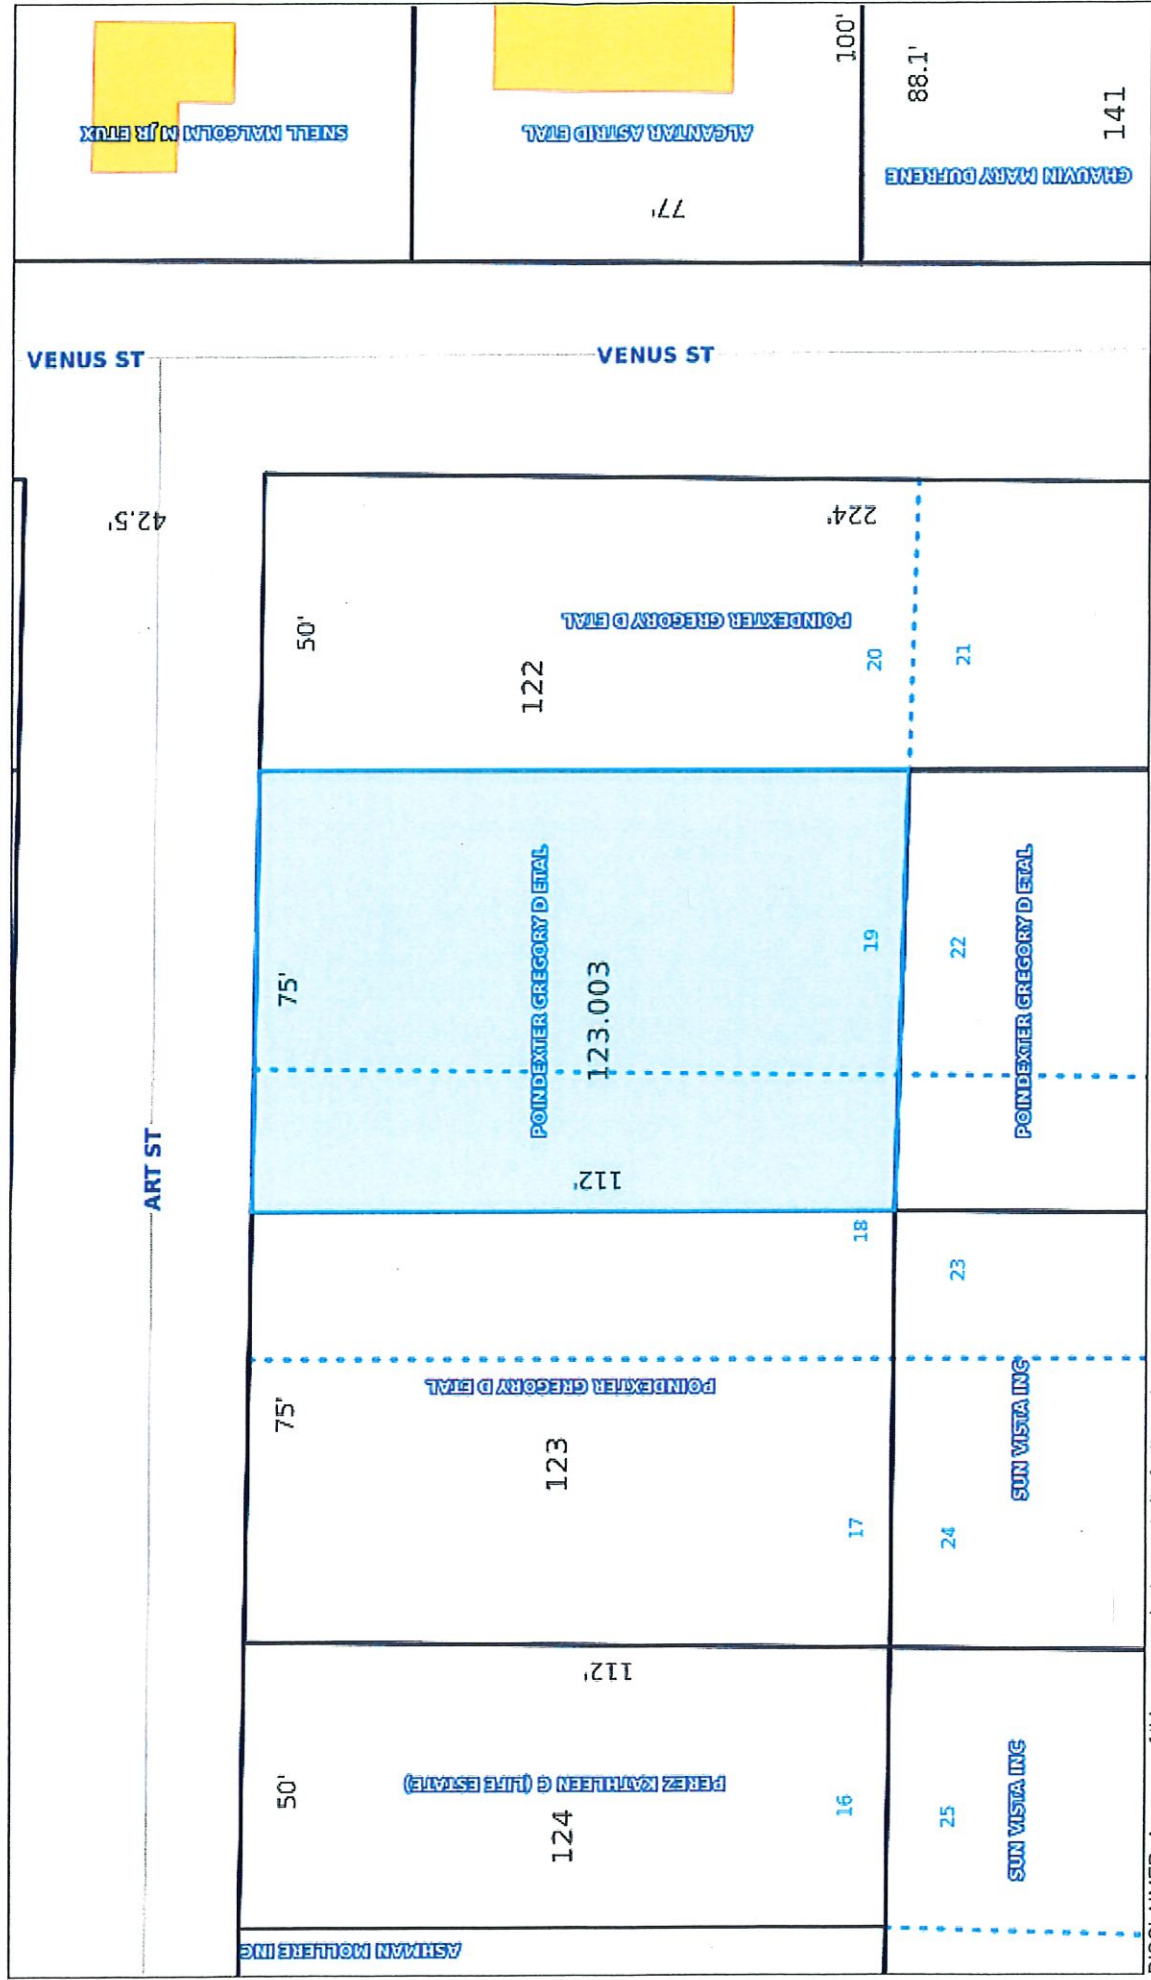 SNELL MALCOLM M JR ETUX
ALCANTAR ASTRID ETAL
77'
100'
88.1'
141
CHAUVIN MARY DUFRENE
VENUS ST
VENUS ST
42.5'
50'
122
POINDEXTER GREGORY D ETAL
224'
20
21
ART ST
75'
POINDEXTER GREGORY D ETAL
123.003
112'
19
22
POINDEXTER GREGORY D ETAL
18
23
75'
POINDEXTER GREGORY D ETAL
123
17
24
SUN VISTA INC
50'
112'
PEREZ KATHLEEN C (LIFE ESTATE)
124
16
25
SUN VISTA INC
ASHMAN MOLLERE INC